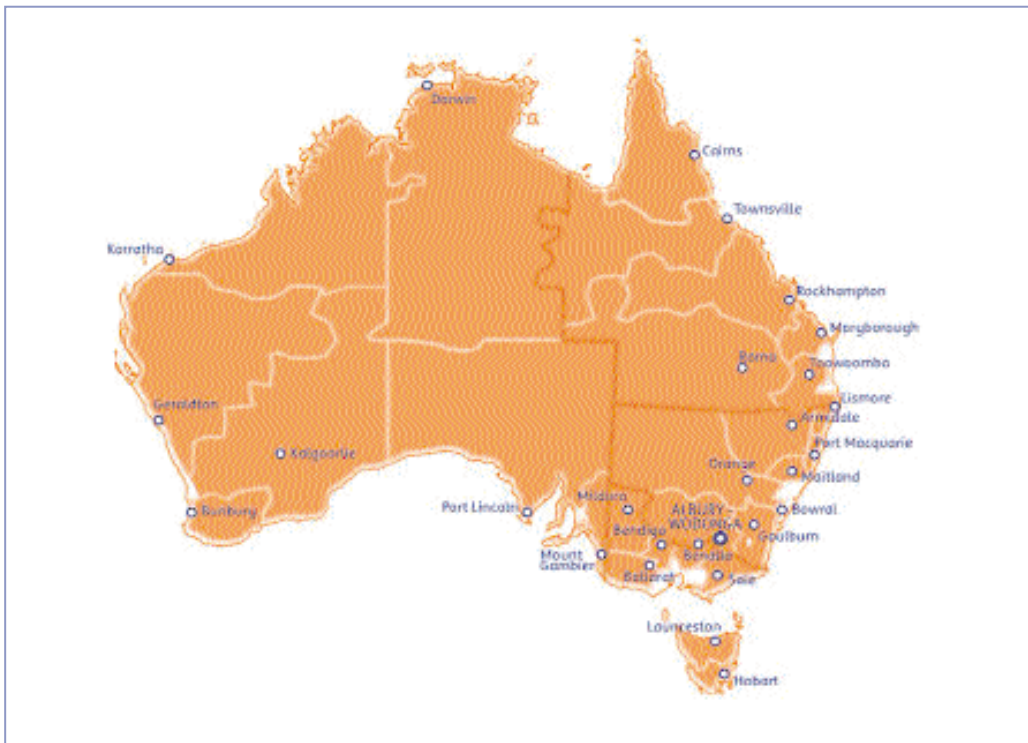 Darwin
Cairns
Townsville
Karratha
Rockhampton
Maryborough
Roma
Toowoomba
Geraldton
Lismore
Armidale
Port Macquarie
Kalgoorlie
Orange
Maitland
Mildura
Port Lincoln
Bunbury
ALBURY -
WODONGA
Bowral
Bendigo
Goulburn
Mount
Gambier
Benalla
Ballarat
Sale
Launceston
Hobart